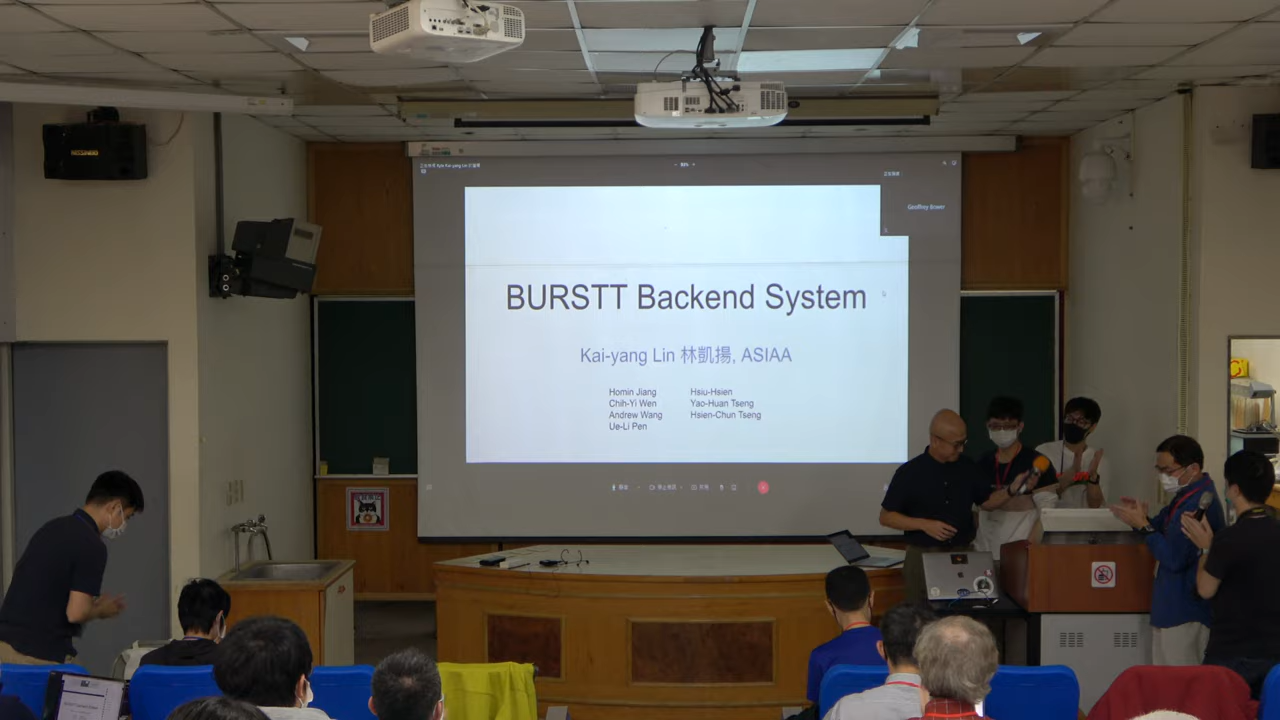 Geoffrey Bower
BURSTT Backend System
Kai-yang Lin 林凱揚, ASIAA
Homin Jiang
Chih-Yi Wen
Andrew Wang
Ue-Li Pen
Hsiu-Hsien
Yao-Huan Tseng
Hsien-Chun Tseng